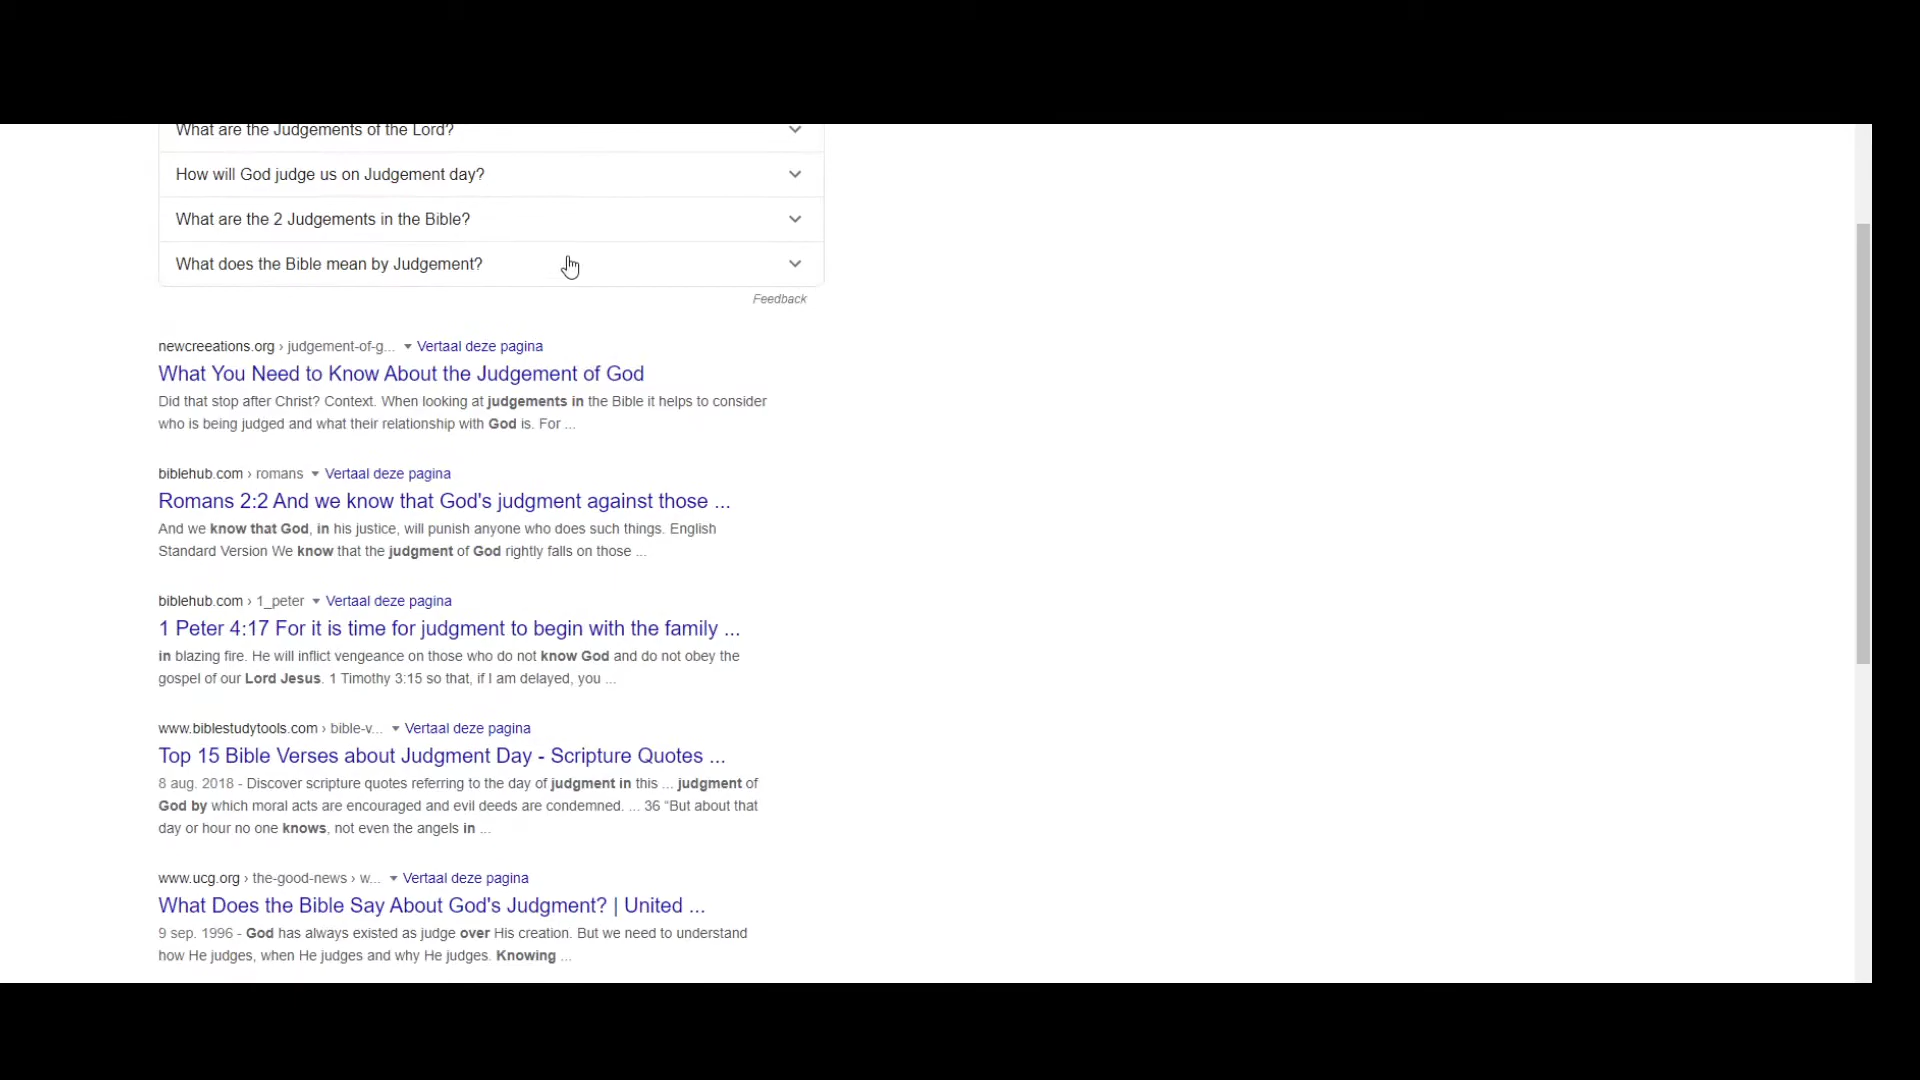 What are the Judgements of the Lord?
How will God judge us on Judgement day?
What are the 2 Judgements in the Bible?
What does the Bible mean by Judgement?
Feedback
newcreeations.org › judgement-of-g... Vertaal deze pagina
What You Need to Know About the Judgement of God
Did that stop after Christ? Context. When looking at judgements in the Bible it helps to consider
who is being judged and what their relationship with God is. For ...
biblehub.com › romans Vertaal deze pagina
Romans 2:2 And we know that God's judgment against those ...
And we know that God, in his justice, will punish anyone who does such things. English
Standard Version We know that the judgment of God rightly falls on those ...
biblehub.com › 1_peter Vertaal deze pagina
1 Peter 4:17 For it is time for judgment to begin with the family ...
in blazing fire. He will inflict vengeance on those who do not know God and do not obey the
gospel of our Lord Jesus. 1 Timothy 3:15 so that, if I am delayed, you ...
www.biblestudytools.com › bible-v... Vertaal deze pagina
Top 15 Bible Verses about Judgment Day - Scripture Quotes ...
8 aug. 2018 - Discover scripture quotes referring to the day of judgment in this ... judgment of
God by which moral acts are encouraged and evil deeds are condemned. ... 36 “But about that
day or hour no one knows, not even the angels in ...
www.ucg.org › the-good-news › w... Vertaal deze pagina
What Does the Bible Say About God's Judgment? | United ...
9 sep. 1996 - God has always existed as judge over His creation. But we need to understand
how He judges, when He judges and why He judges. Knowing ...